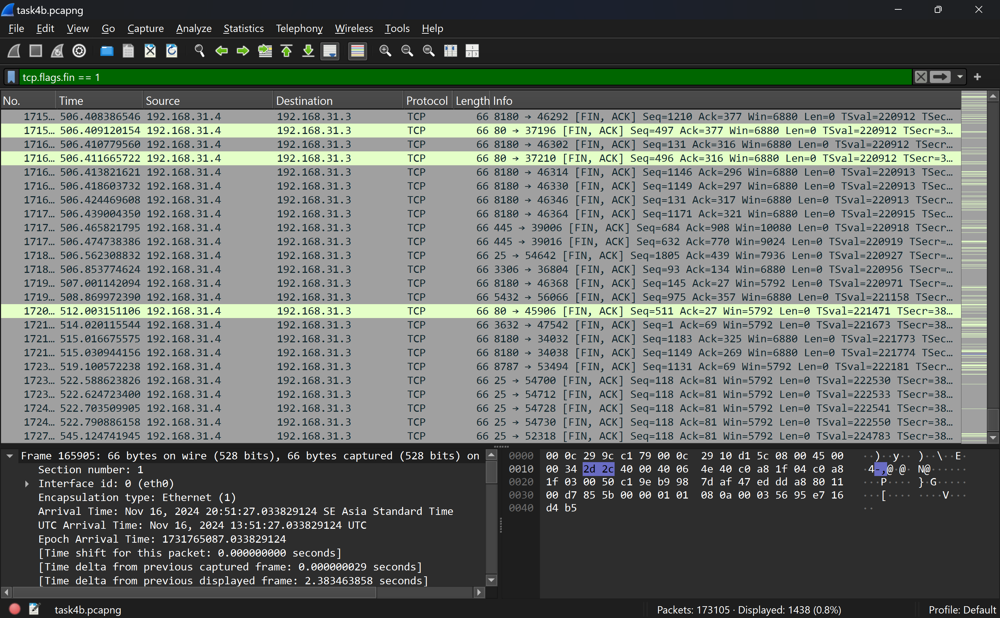 task4b.pcapng
File Edit View Go Capture Analyze Statistics Telephony Wireless Tools Help
tcp.flags.fin == 1
No. Time Source Destination Protocol Length Info
1715… 506.408386546 192.168.31.4 192.168.31.3 TCP 66 8180 → 46292 [FIN, ACK] Seq=1210 Ack=377 Win=6880 Len=0 TSval=220912 TSec…
1715… 506.409120154 192.168.31.4 192.168.31.3 TCP 66 80 → 37196 [FIN, ACK] Seq=497 Ack=377 Win=6880 Len=0 TSval=220912 TSecr=3…
1716… 506.410779560 192.168.31.4 192.168.31.3 TCP 66 8180 → 46302 [FIN, ACK] Seq=131 Ack=316 Win=6880 Len=0 TSval=220912 TSecr…
1716… 506.411665722 192.168.31.4 192.168.31.3 TCP 66 80 → 37210 [FIN, ACK] Seq=496 Ack=316 Win=6880 Len=0 TSval=220912 TSecr=3…
1716… 506.413821621 192.168.31.4 192.168.31.3 TCP 66 8180 → 46314 [FIN, ACK] Seq=1146 Ack=296 Win=6880 Len=0 TSval=220913 TSec…
1716… 506.418603732 192.168.31.4 192.168.31.3 TCP 66 8180 → 46330 [FIN, ACK] Seq=1149 Ack=297 Win=6880 Len=0 TSval=220913 TSec…
1716… 506.424469608 192.168.31.4 192.168.31.3 TCP 66 8180 → 46346 [FIN, ACK] Seq=131 Ack=317 Win=6880 Len=0 TSval=220913 TSecr…
1717… 506.439004350 192.168.31.4 192.168.31.3 TCP 66 8180 → 46364 [FIN, ACK] Seq=1171 Ack=321 Win=6880 Len=0 TSval=220915 TSec…
1717… 506.465821795 192.168.31.4 192.168.31.3 TCP 66 445 → 39006 [FIN, ACK] Seq=684 Ack=908 Win=10080 Len=0 TSval=220918 TSecr…
1717… 506.474738386 192.168.31.4 192.168.31.3 TCP 66 445 → 39016 [FIN, ACK] Seq=632 Ack=770 Win=9024 Len=0 TSval=220919 TSecr=…
1718… 506.562308832 192.168.31.4 192.168.31.3 TCP 66 25 → 54642 [FIN, ACK] Seq=1805 Ack=439 Win=7936 Len=0 TSval=220927 TSecr=…
1718… 506.853774624 192.168.31.4 192.168.31.3 TCP 66 3306 → 36804 [FIN, ACK] Seq=93 Ack=134 Win=6880 Len=0 TSval=220956 TSecr=…
1719… 507.001142094 192.168.31.4 192.168.31.3 TCP 66 8180 → 46368 [FIN, ACK] Seq=145 Ack=27 Win=5792 Len=0 TSval=220971 TSecr=…
1719… 508.869972390 192.168.31.4 192.168.31.3 TCP 66 5432 → 56066 [FIN, ACK] Seq=975 Ack=357 Win=6880 Len=0 TSval=221158 TSecr…
1720… 512.003151106 192.168.31.4 192.168.31.3 TCP 66 80 → 45906 [FIN, ACK] Seq=511 Ack=27 Win=5792 Len=0 TSval=221471 TSecr=38…
1721… 514.020115544 192.168.31.4 192.168.31.3 TCP 66 3632 → 47542 [FIN, ACK] Seq=1 Ack=69 Win=5792 Len=0 TSval=221673 TSecr=38…
1721… 515.016675575 192.168.31.4 192.168.31.3 TCP 66 8180 → 34032 [FIN, ACK] Seq=1183 Ack=325 Win=6880 Len=0 TSval=221773 TSec…
1721… 515.030944156 192.168.31.4 192.168.31.3 TCP 66 8180 → 34038 [FIN, ACK] Seq=1149 Ack=269 Win=6880 Len=0 TSval=221774 TSec…
1723… 519.100572238 192.168.31.4 192.168.31.3 TCP 66 8787 → 53494 [FIN, ACK] Seq=1131 Ack=69 Win=5792 Len=0 TSval=222181 TSecr…
1723… 522.588623826 192.168.31.4 192.168.31.3 TCP 66 25 → 54700 [FIN, ACK] Seq=118 Ack=81 Win=5792 Len=0 TSval=222530 TSecr=38…
1723… 522.624723400 192.168.31.4 192.168.31.3 TCP 66 25 → 54712 [FIN, ACK] Seq=118 Ack=81 Win=5792 Len=0 TSval=222533 TSecr=38…
1724… 522.703509905 192.168.31.4 192.168.31.3 TCP 66 25 → 54728 [FIN, ACK] Seq=118 Ack=81 Win=5792 Len=0 TSval=222541 TSecr=38…
1724… 522.790886158 192.168.31.4 192.168.31.3 TCP 66 25 → 54730 [FIN, ACK] Seq=118 Ack=81 Win=5792 Len=0 TSval=222550 TSecr=38…
1727… 545.124741945 192.168.31.4 192.168.31.3 TCP 66 25 → 52318 [FIN, ACK] Seq=118 Ack=81 Win=5792 Len=0 TSval=224783 TSecr=38…
Frame 165905: 66 bytes on wire (528 bits), 66 bytes captured (528 bits) on
Section number: 1
Interface id: 0 (eth0)
Encapsulation type: Ethernet (1)
Arrival Time: Nov 16, 2024 20:51:27.033829124 SE Asia Standard Time
UTC Arrival Time: Nov 16, 2024 13:51:27.033829124 UTC
Epoch Arrival Time: 1731765087.033829124
[Time shift for this packet: 0.000000000 seconds]
[Time delta from previous captured frame: 0.000000029 seconds]
[Time delta from previous displayed frame: 2.383463858 seconds]
0000 00 0c 29 9c c1 79 00 0c 29 10 d1 5c 08 00 45 00 ··)··y·· )··\··E·
0010 00 34 2d 2c 40 00 40 06 4e 40 c0 a8 1f 04 c0 a8 ·4-,@·@· N@······
0020 1f 03 00 50 c1 9e b9 98 7d af 47 ed dd a8 80 11 ···P···· }·G·····
0030 00 d7 85 5b 00 00 01 01 08 0a 00 03 56 95 e7 16 ···[···· ····V···
0040 d4 b5 ··
task4b.pcapng
Packets: 173105 · Displayed: 1438 (0.8%)
Profile: Default